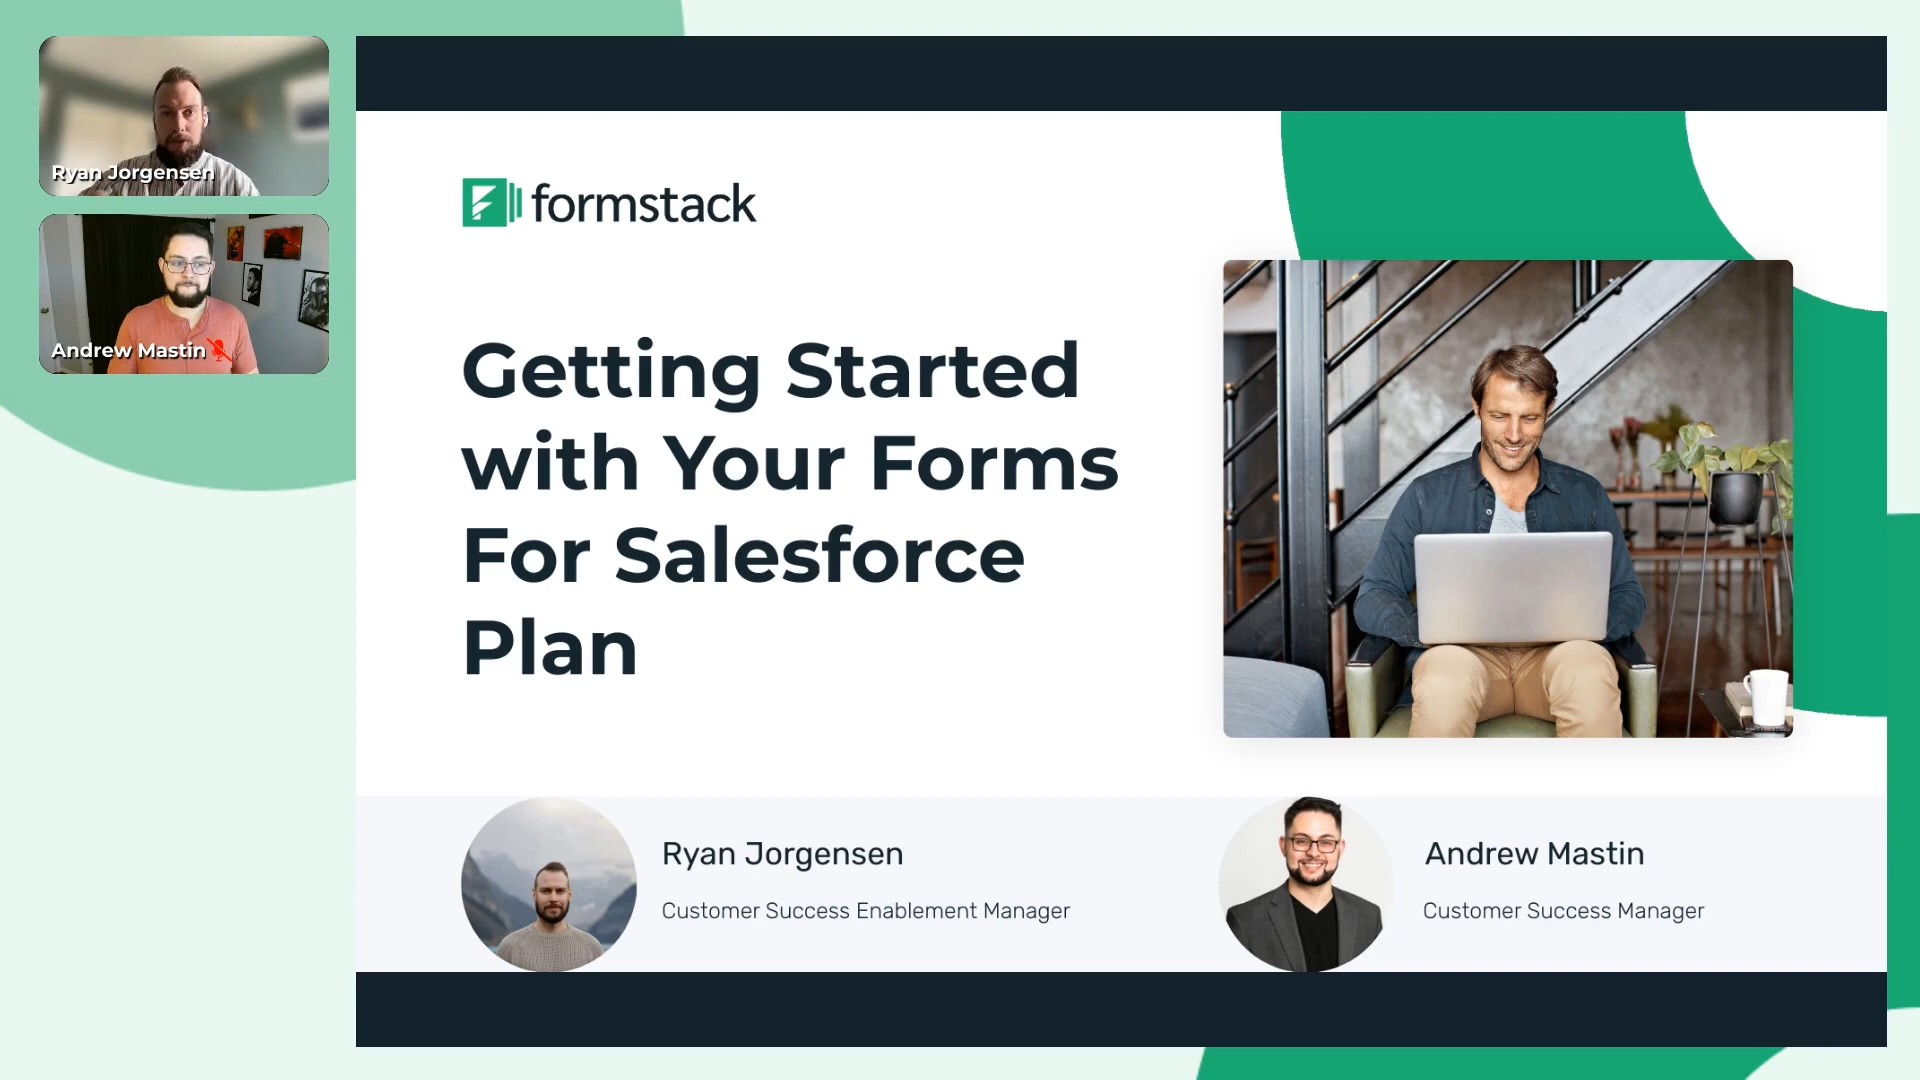 Ryan Jorgensen
Andrew Mastin
formstack
Getting Started
with Your Forms
For Salesforce
Plan
Ryan Jorgensen
Customer Success Enablement Manager
Andrew Mastin
Customer Success Manager